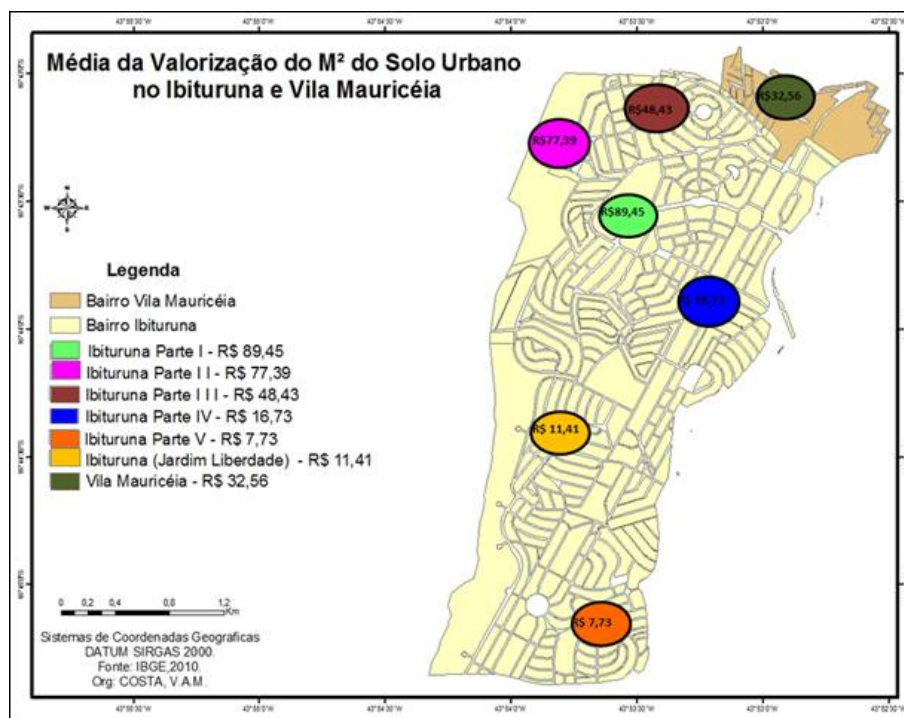 Média da Valorização do M² do Solo Urbano
no Ibituruna e Vila Mauricéia
R$32,56
R$48,43
R$77,39
R$89,45
R$ 11,41
R$ 7,73
Legenda
Bairro Vila Mauricéia
Bairro Ibituruna
Ibituruna Parte I - R$ 89,45
Ibituruna Parte I I - R$ 77,39
Ibituruna Parte I I I - R$ 48,43
Ibituruna Parte IV - R$ 16,73
Ibituruna Parte V - R$ 7,73
Ibituruna (Jardim Liberdade) - R$ 11,41
Vila Mauricéia - R$ 32,56
0 0,2 0,4 0,8 1,2
Km
Sistemas de Coordenadas Geograficas
DATUM SIRGAS 2000.
Fonte: IBGE,2010.
Org: COSTA, V.A.M.